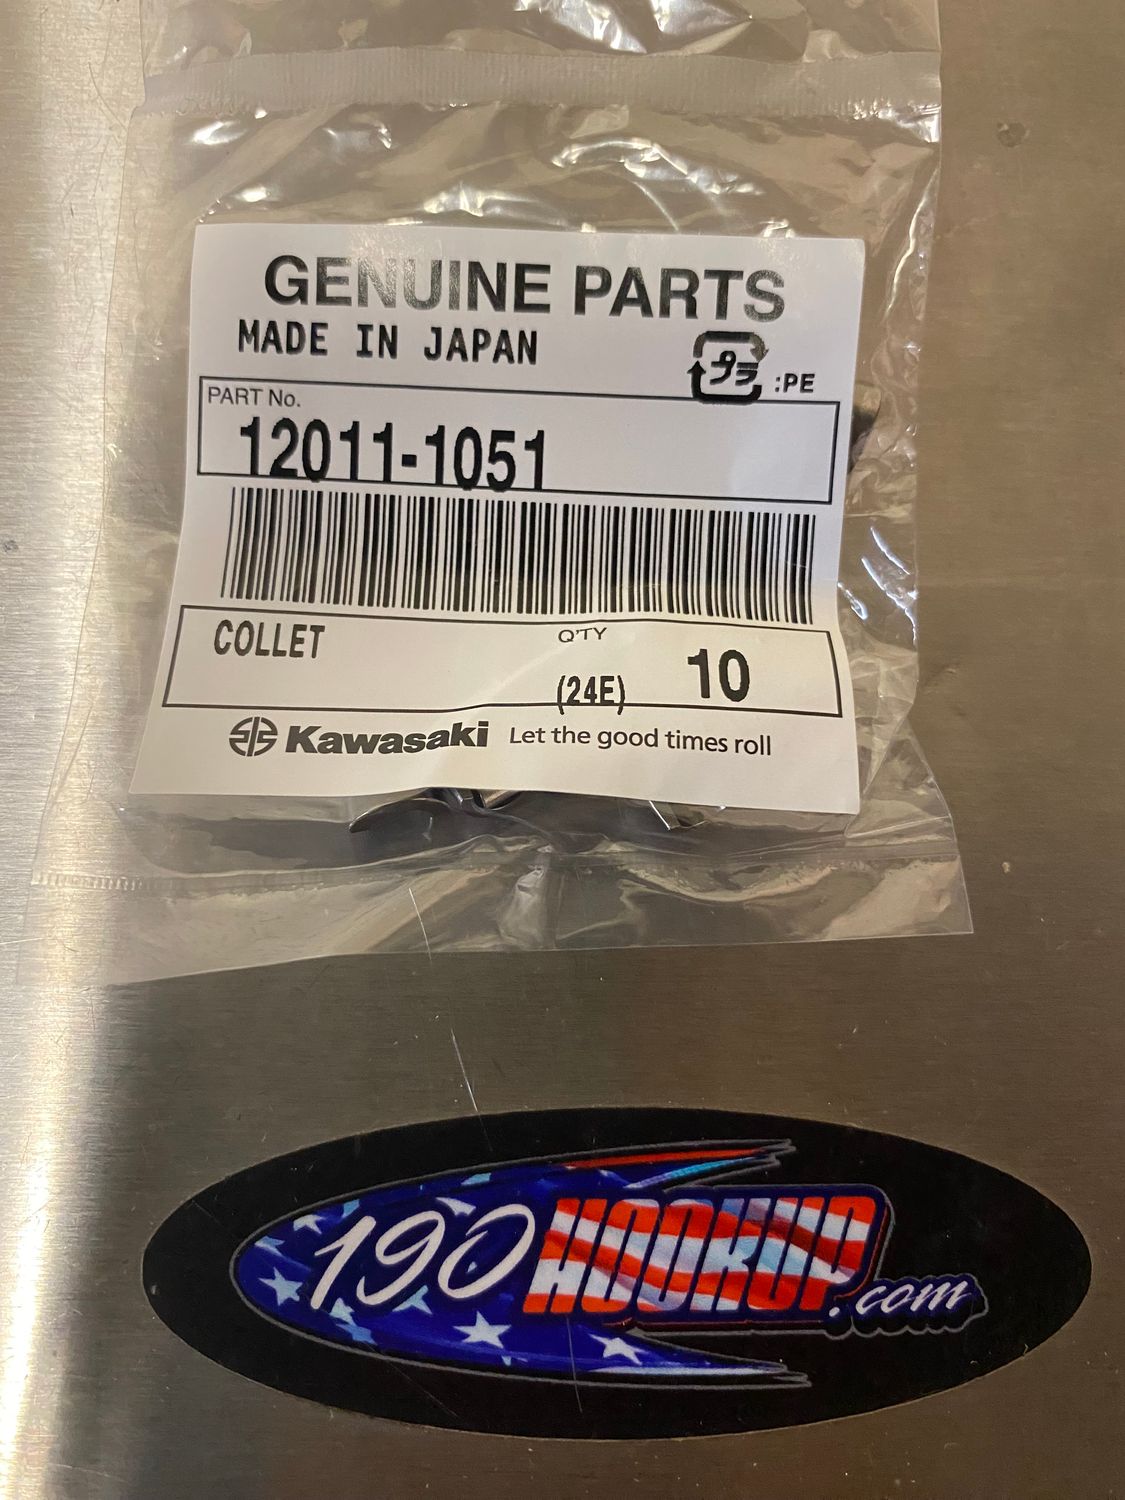 GENUINE PARTS
MADE IN JAPAN
プラ :PE
PART No.
12011-1051
COLLET Q'TY
(24E) 10
Kawasaki Let the good times roll
190HOOKUP.com